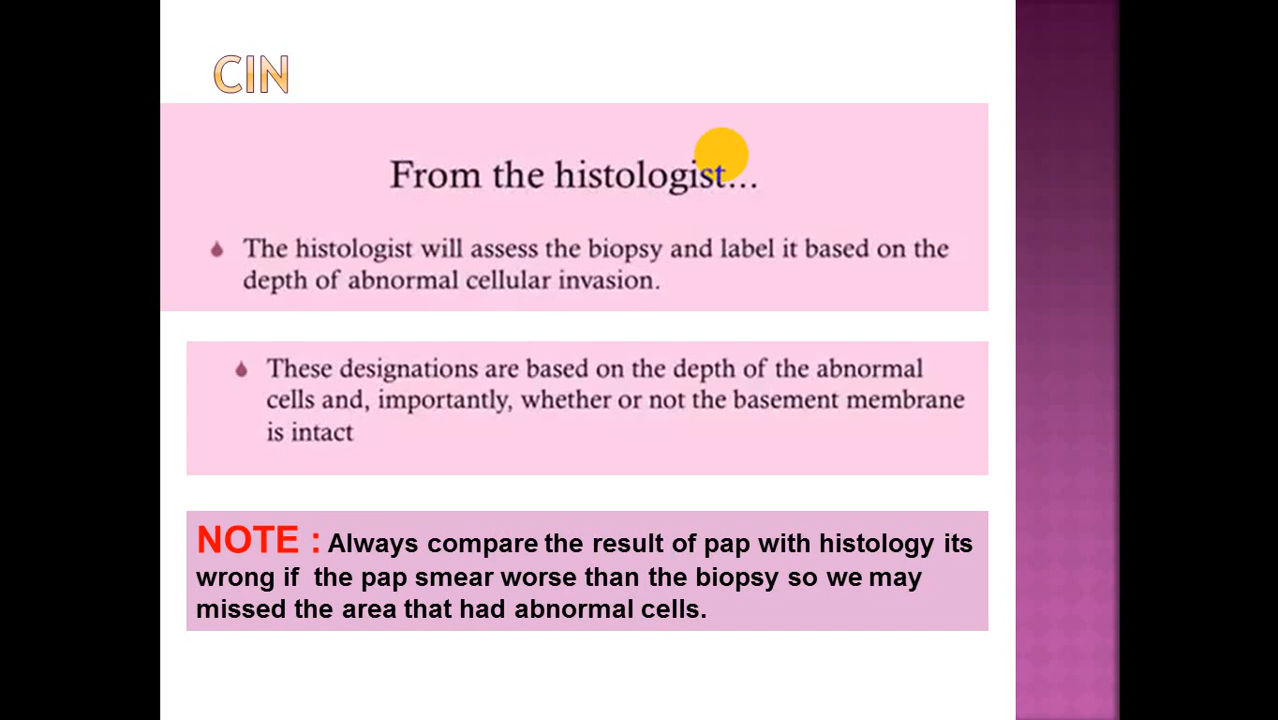 CIN
From the histologist...
The histologist will assess the biopsy and label it based on the
depth of abnormal cellular invasion.
These designations are based on the depth of the abnormal
cells and, importantly, whether or not the basement membrane
is intact
NOTE : Always compare the result of pap with histology its
wrong if the pap smear worse than the biopsy so we may
missed the area that had abnormal cells.